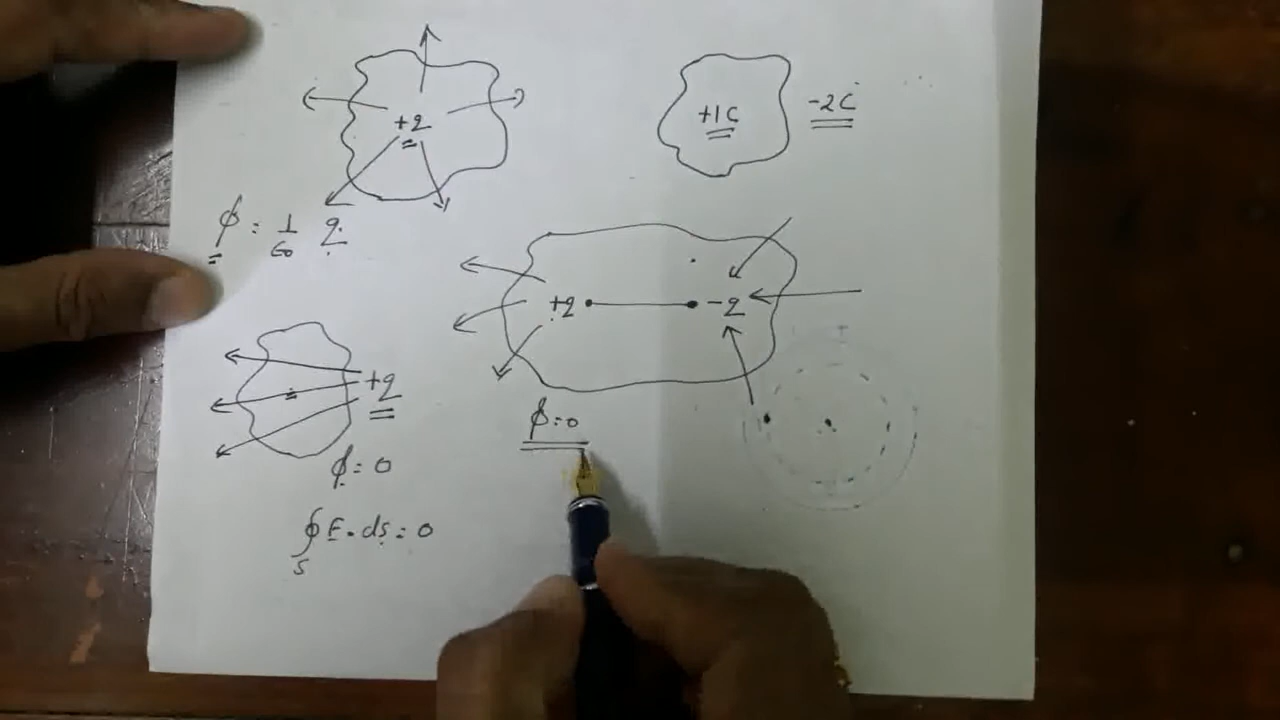 +q
+1C
-2C
ϕ = 1/ε₀ q
+q -q
+q
ϕ = 0
ϕ = 0
∮ₛ E · ds = 0